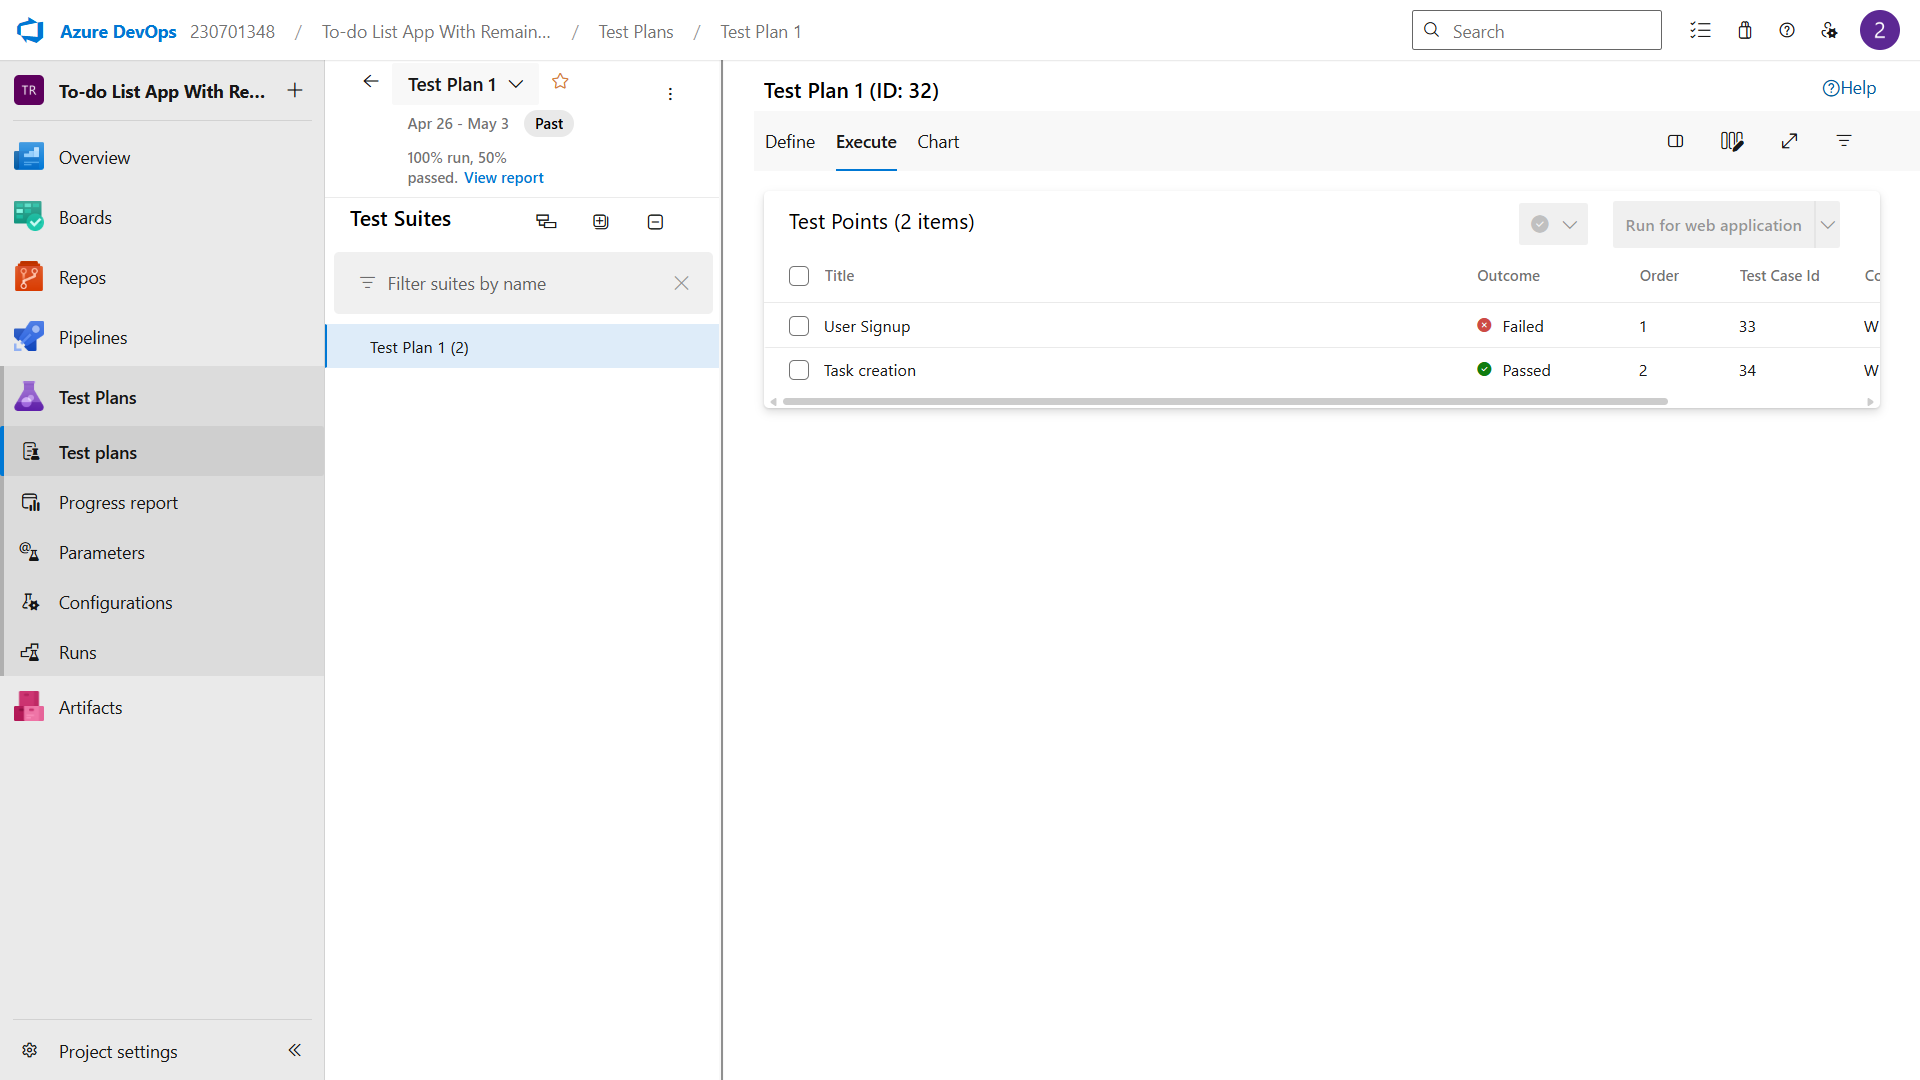 Azure DevOps 230701348 / To-do List App With Remain... / Test Plans / Test Plan 1
Search
2
TR To-do List App With Re...
Overview
Boards
Repos
Pipelines
Test Plans
Test plans
Progress report
Parameters
Configurations
Runs
Artifacts
Project settings
Test Plan 1
Apr 26 - May 3 Past
100% run, 50%
passed. View report
Test Suites
Filter suites by name
Test Plan 1 (2)
Test Plan 1 (ID: 32)
Help
Define Execute Chart
Test Points (2 items)
Run for web application
Title Outcome Order Test Case Id Co
User Signup Failed 1 33 W
Task creation Passed 2 34 W